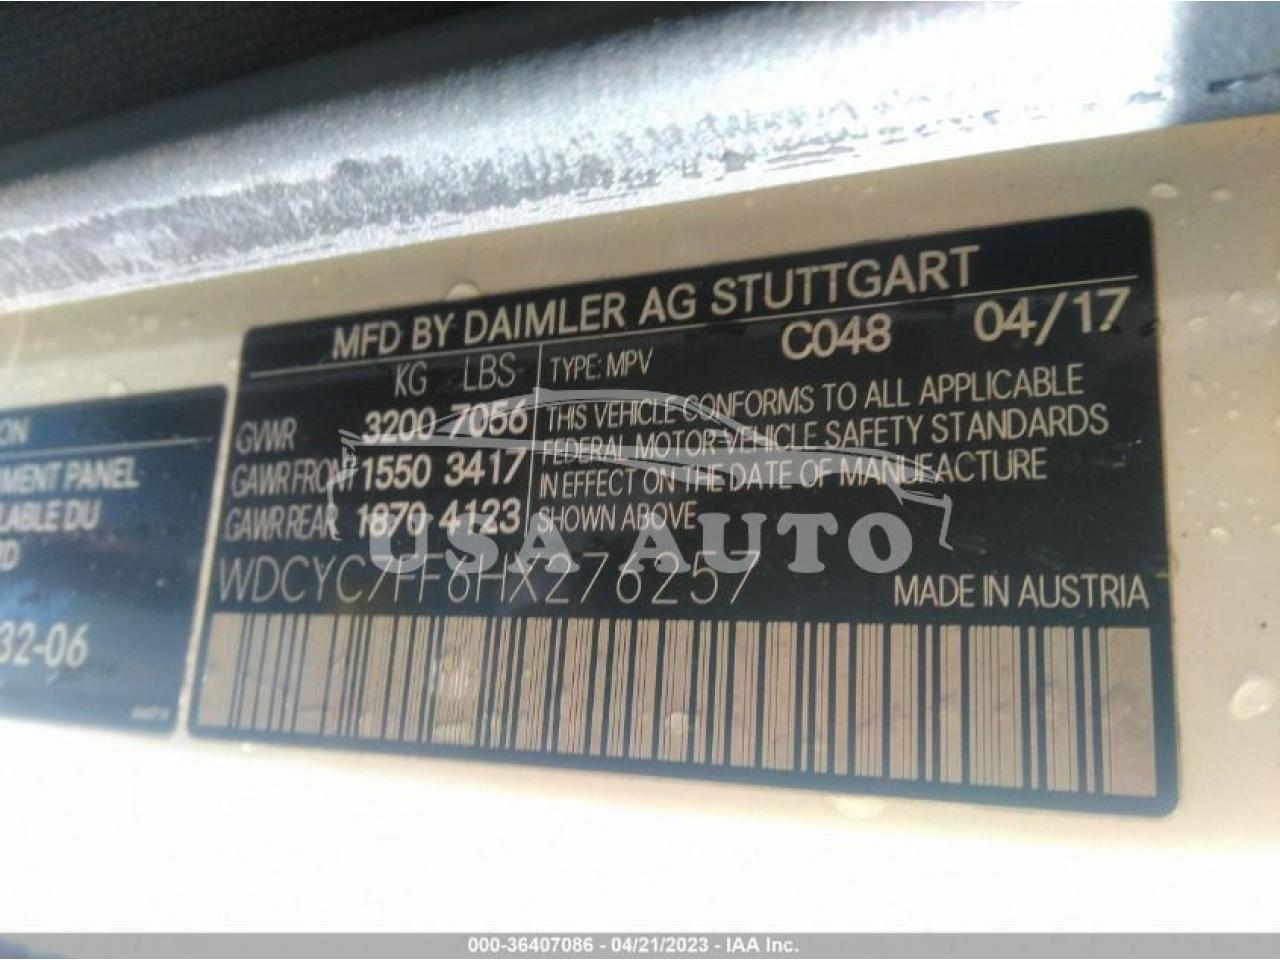 MFD BY DAIMLER AG STUTTGART
C048 04/17
KG LBS
TYPE: MPV
GVWR 3200 7056
GAWR FRONT 1550 3417
GAWR REAR 1870 4123
THIS VEHICLE CONFORMS TO ALL APPLICABLE
FEDERAL MOTOR VEHICLE SAFETY STANDARDS
IN EFFECT ON THE DATE OF MANUFACTURE
SHOWN ABOVE
USA AUTO
WDCYC7FF6HX276257
MADE IN AUSTRIA
ON
MENT PANEL
LABLE DU
RD
32-06
000-36407086 - 04/21/2023 - IAA Inc.